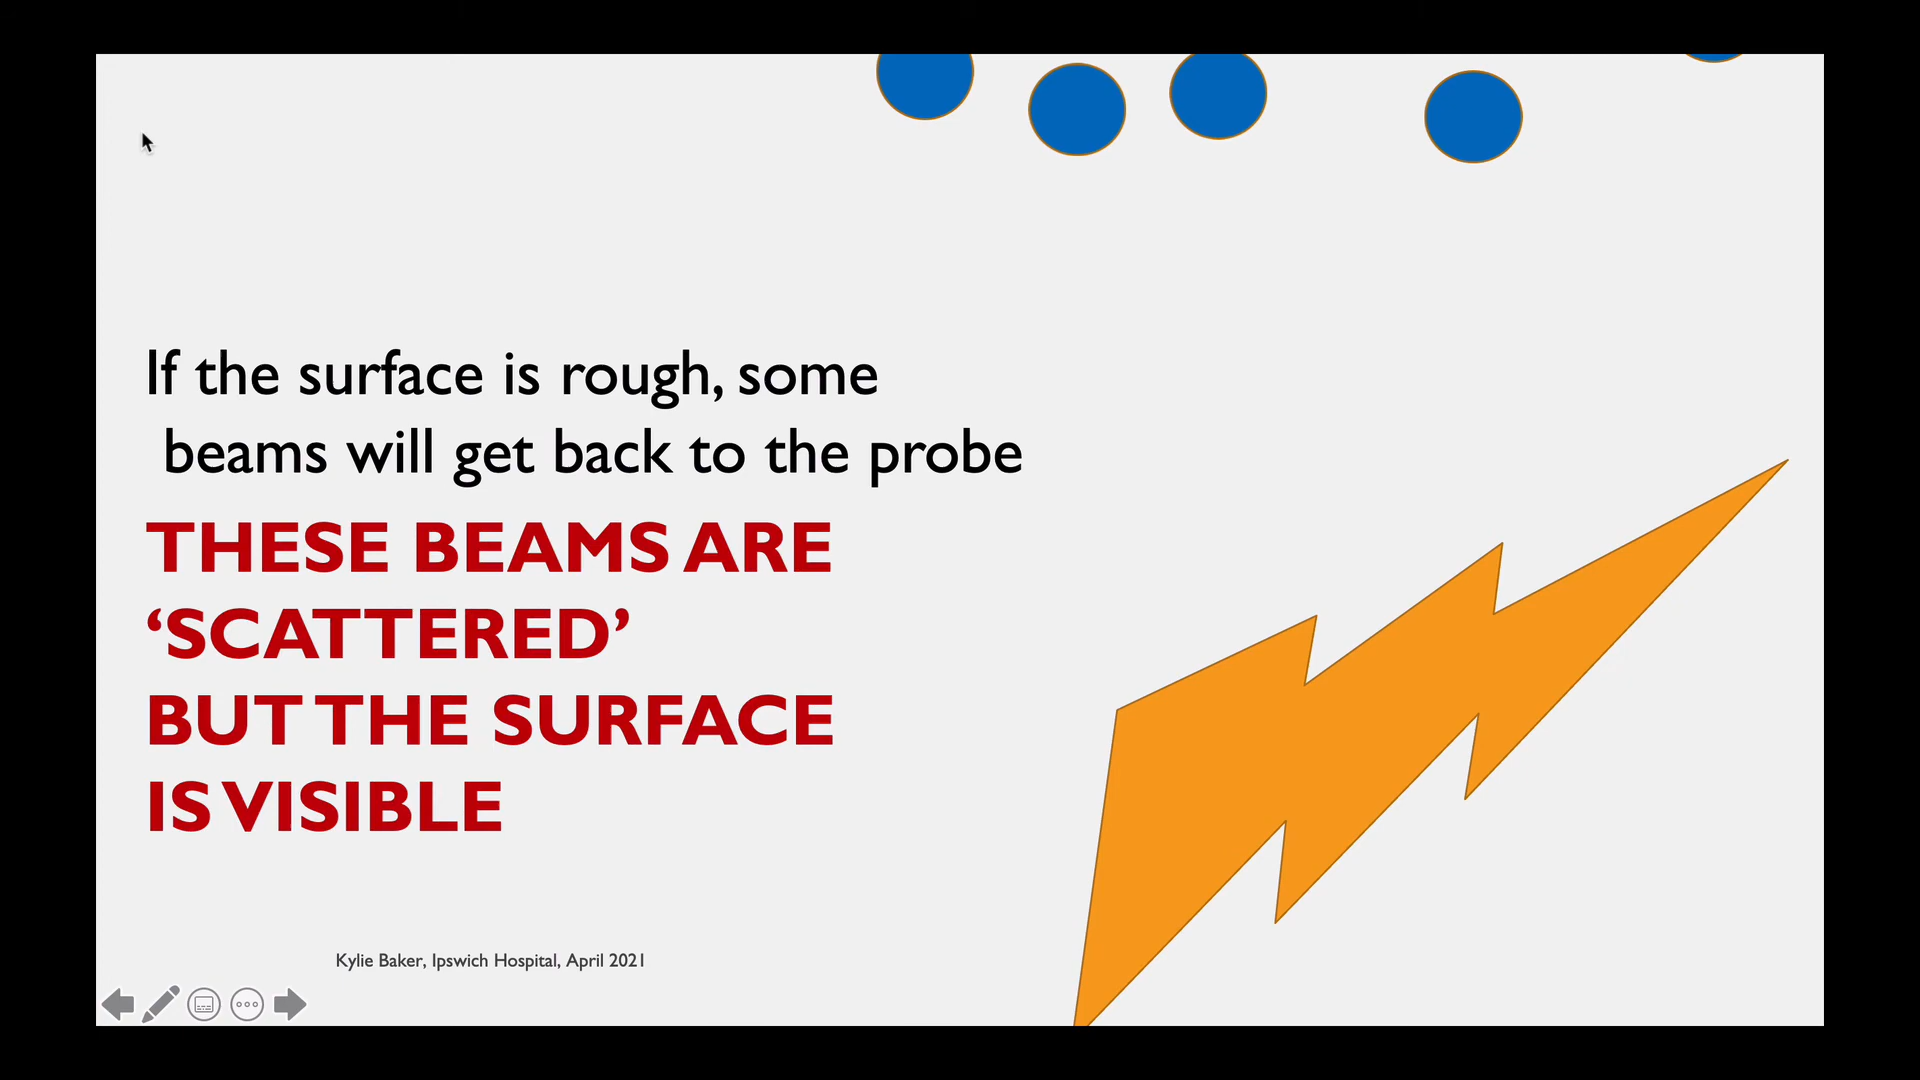 If the surface is rough, some
beams will get back to the probe
THESE BEAMS ARE
‘SCATTERED’
BUT THE SURFACE
IS VISIBLE
Kylie Baker, Ipswich Hospital, April 2021